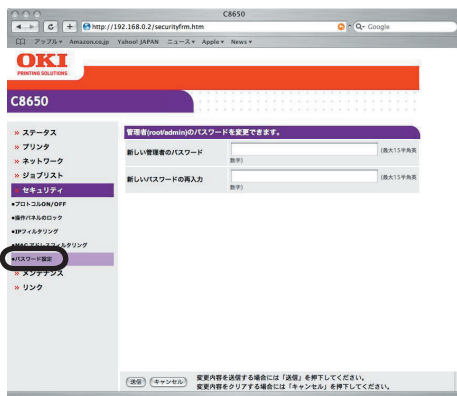 C8650
http://192.168.0.2/securityfrm.htm
Google
アップル Amazon.co.jp Yahoo! JAPAN ニュース Apple News
OKI
PRINTING SOLUTIONS
C8650
» ステータス
» プリンタ
» ネットワーク
» ジョブリスト
» セキュリティ
•プロトコルON/OFF
•操作パネルのロック
•IPフィルタリング
•MACアドレスフィルタリング
•パスワード設定
» メンテナンス
» リンク
管理者(root/admin)のパスワードを変更できます。
新しい管理者のパスワード (最大15半角英数字)
新しいパスワードの再入力 (最大15半角英数字)
送信 キャンセル
変更内容を送信する場合には「送信」を押下してください。
変更内容をクリアする場合には「キャンセル」を押下してください。